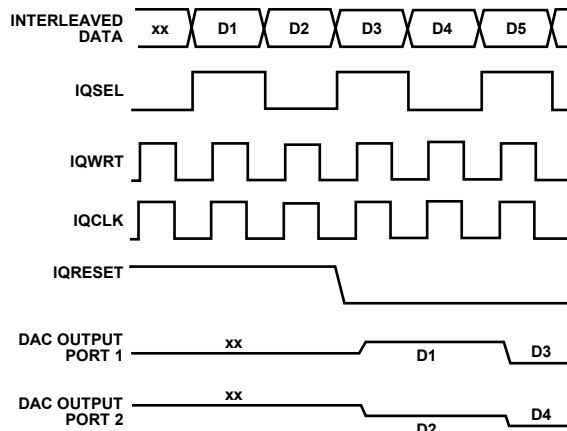 INTERLEAVED DATA xx D1 D2 D3 D4 D5
IQSEL
IQWRT
IQCLK
IQRESET
DAC OUTPUT PORT 1 xx D1 D3
DAC OUTPUT PORT 2 xx D2 D4